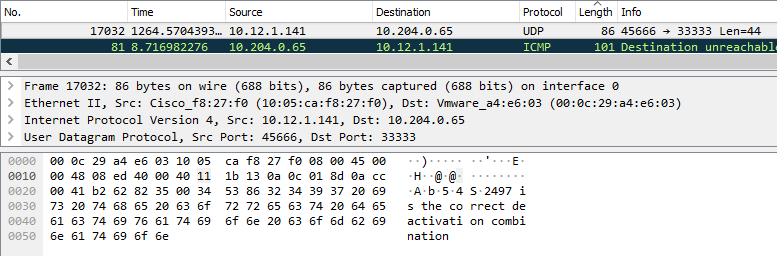 No. Time Source Destination Protocol Length Info
17032 1264.5704393… 10.12.1.141 10.204.0.65 UDP 86 45666 → 33333 Len=44
81 8.716982276 10.204.0.65 10.12.1.141 ICMP 101 Destination unreachable
Frame 17032: 86 bytes on wire (688 bits), 86 bytes captured (688 bits) on interface 0
Ethernet II, Src: Cisco_f8:27:f0 (10:05:ca:f8:27:f0), Dst: Vmware_a4:e6:03 (00:0c:29:a4:e6:03)
Internet Protocol Version 4, Src: 10.12.1.141, Dst: 10.204.0.65
User Datagram Protocol, Src Port: 45666, Dst Port: 33333
0000 00 0c 29 a4 e6 03 10 05 ca f8 27 f0 08 00 45 00 ··)····· ··'···E·
0010 00 48 08 ed 40 00 40 11 1b 13 0a 0c 01 8d 0a cc ·H··@·@· ········
0020 00 41 b2 62 82 35 00 34 53 86 32 34 39 37 20 69 ·A·b·5·4 S·2497 i
0030 73 20 74 68 65 20 63 6f 72 72 65 63 74 20 64 65 s the co rrect de
0040 61 63 74 69 76 61 74 69 6f 6e 20 63 6f 6d 62 69 activati on combi
0050 6e 61 74 69 6f 6e nation